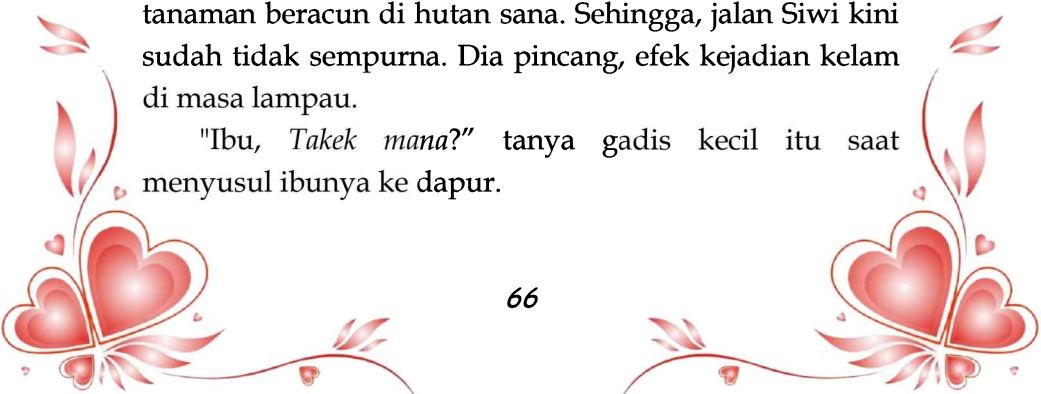 tanaman beracun di hutan sana. Sehingga, jalan Siwi kini
sudah tidak sempurna. Dia pincang, efek kejadian kelam
di masa lampau.
"Ibu, Takek mana?” tanya gadis kecil itu saat
menyusul ibunya ke dapur.
66